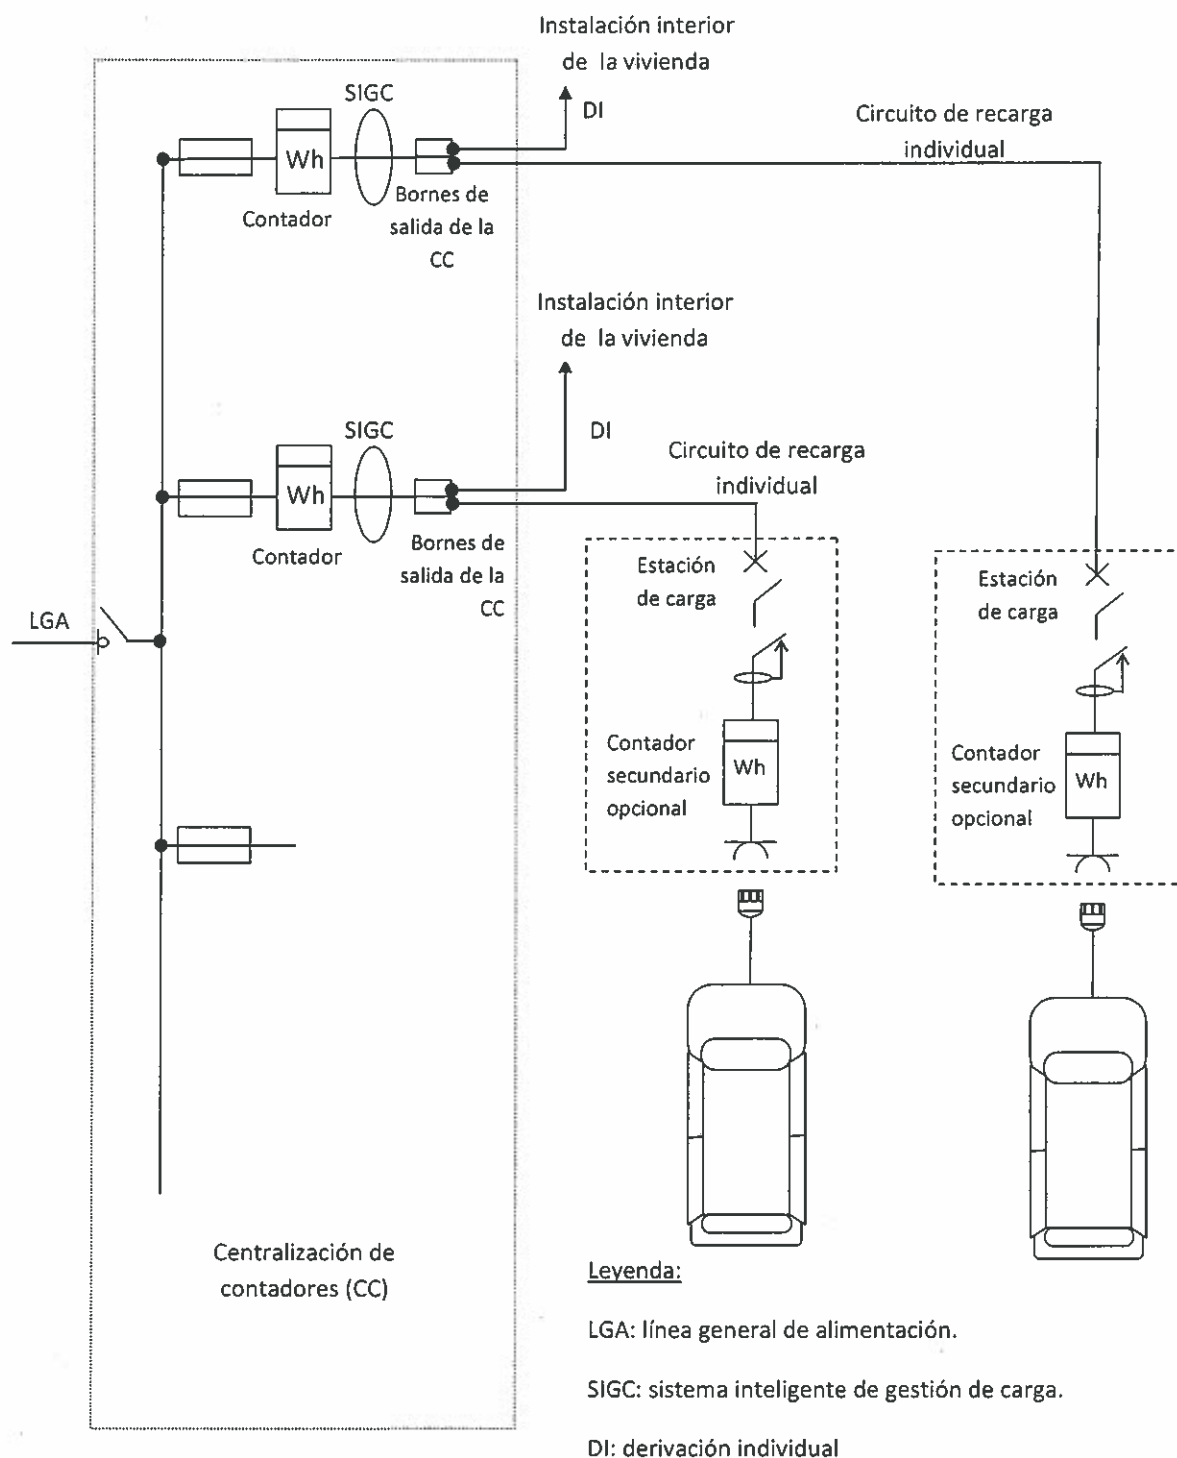 Instalación interior
de la vivienda
SIGC
DI
Circuito de recarga
individual
Wh
Contador
Bornes de
salida de la
CC
Instalación interior
de la vivienda
SIGC
DI
Circuito de recarga
individual
Wh
Contador
Bornes de
salida de la
CC
LGA
Estación
de carga
Estación
de carga
Contador
secundario
opcional
Wh
Contador
secundario
opcional
Wh
Centralización de
contadores (CC)
Leyenda:
LGA: línea general de alimentación.
SIGC: sistema inteligente de gestión de carga.
DI: derivación individual